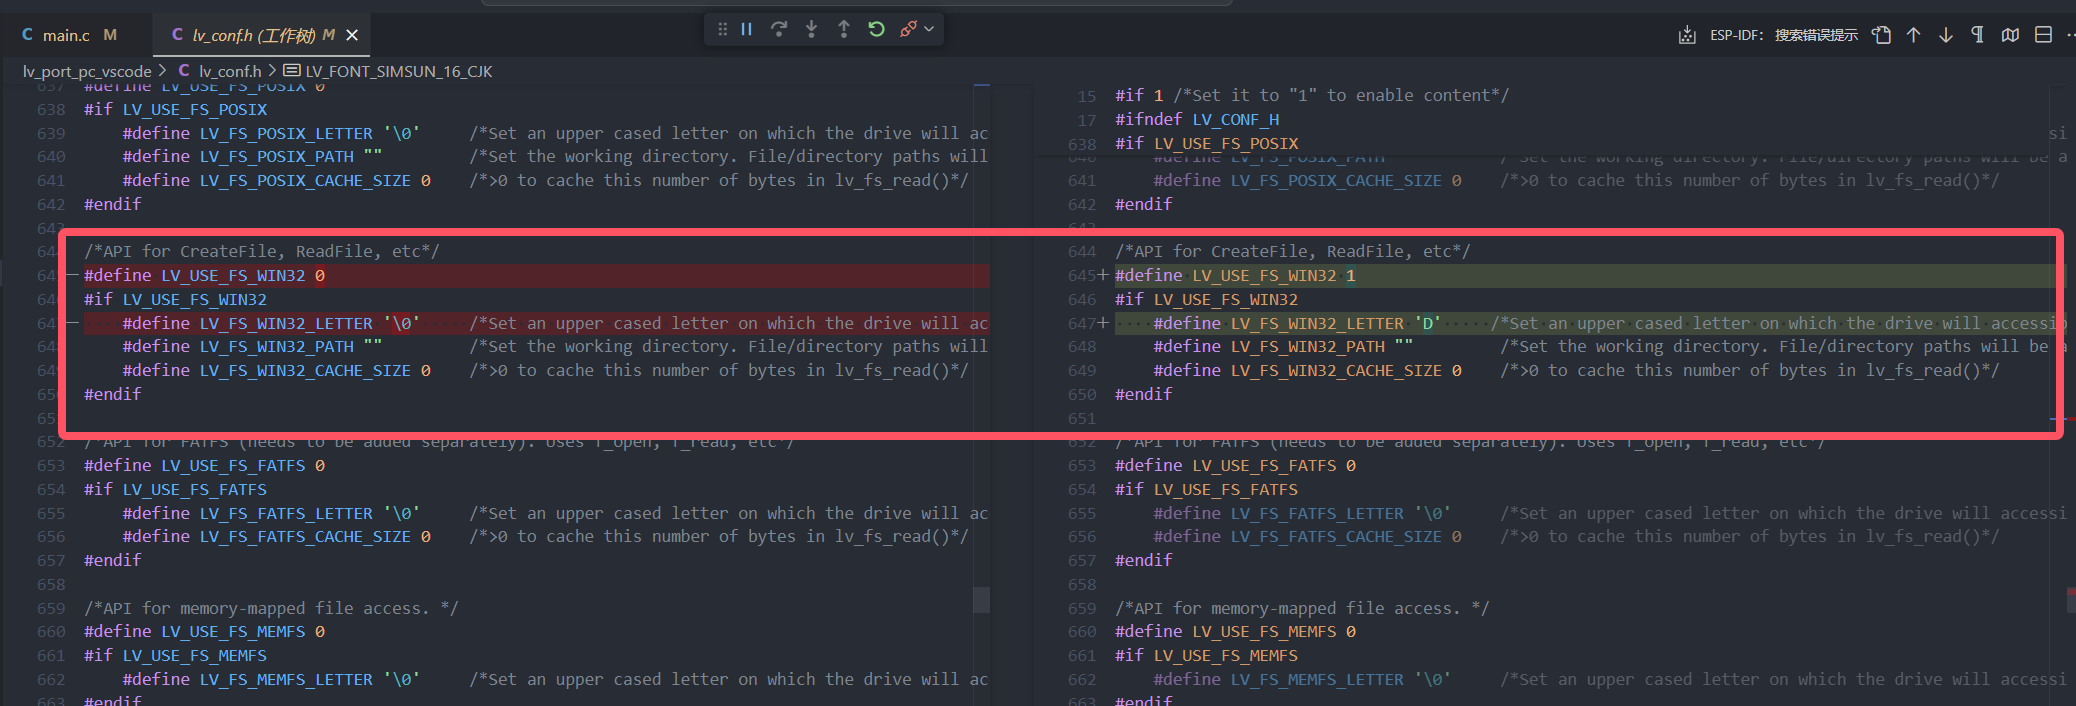 main.c M
lv_conf.h (工作树) M
ESP-IDF: 搜索错误提示
lv_port_pc_vscode > C lv_conf.h > LV_FONT_SIMSUN_16_CJK
637 #define LV_USE_FS_POSIX 0
638 #if LV_USE_FS_POSIX
639 #define LV_FS_POSIX_LETTER '\0' /*Set an upper cased letter on which the drive will ac
640 #define LV_FS_POSIX_PATH "" /*Set the working directory. File/directory paths will
641 #define LV_FS_POSIX_CACHE_SIZE 0 /*>0 to cache this number of bytes in lv_fs_read()*/
642 #endif
643
644 /*API for CreateFile, ReadFile, etc*/
645 #define LV_USE_FS_WIN32 0
646 #if LV_USE_FS_WIN32
647 #define LV_FS_WIN32_LETTER '\0' /*Set an upper cased letter on which the drive will ac
648 #define LV_FS_WIN32_PATH "" /*Set the working directory. File/directory paths will
649 #define LV_FS_WIN32_CACHE_SIZE 0 /*>0 to cache this number of bytes in lv_fs_read()*/
650 #endif
651
652 /*API for FATFS (needs to be added separately). Uses f_open, f_read, etc*/
653 #define LV_USE_FS_FATFS 0
654 #if LV_USE_FS_FATFS
655 #define LV_FS_FATFS_LETTER '\0' /*Set an upper cased letter on which the drive will ac
656 #define LV_FS_FATFS_CACHE_SIZE 0 /*>0 to cache this number of bytes in lv_fs_read()*/
657 #endif
658
659 /*API for memory-mapped file access. */
660 #define LV_USE_FS_MEMFS 0
661 #if LV_USE_FS_MEMFS
662 #define LV_FS_MEMFS_LETTER '\0' /*Set an upper cased letter on which the drive will ac
663 #endif
15 #if 1 /*Set it to "1" to enable content*/
17 #ifndef LV_CONF_H
638 #if LV_USE_FS_POSIX
640 #define LV_FS_POSIX_PATH "" /*Set the working directory. File/directory paths will be a
641 #define LV_FS_POSIX_CACHE_SIZE 0 /*>0 to cache this number of bytes in lv_fs_read()*/
642 #endif
643
644 /*API for CreateFile, ReadFile, etc*/
645+ #define LV_USE_FS_WIN32 1
646 #if LV_USE_FS_WIN32
647+ #define LV_FS_WIN32_LETTER 'D' /*Set an upper cased letter on which the drive will accessib
648 #define LV_FS_WIN32_PATH "" /*Set the working directory. File/directory paths will be a
649 #define LV_FS_WIN32_CACHE_SIZE 0 /*>0 to cache this number of bytes in lv_fs_read()*/
650 #endif
651
652 /*API for FATFS (needs to be added separately). Uses f_open, f_read, etc*/
653 #define LV_USE_FS_FATFS 0
654 #if LV_USE_FS_FATFS
655 #define LV_FS_FATFS_LETTER '\0' /*Set an upper cased letter on which the drive will accessi
656 #define LV_FS_FATFS_CACHE_SIZE 0 /*>0 to cache this number of bytes in lv_fs_read()*/
657 #endif
658
659 /*API for memory-mapped file access. */
660 #define LV_USE_FS_MEMFS 0
661 #if LV_USE_FS_MEMFS
662 #define LV_FS_MEMFS_LETTER '\0' /*Set an upper cased letter on which the drive will accessi
663 #endif